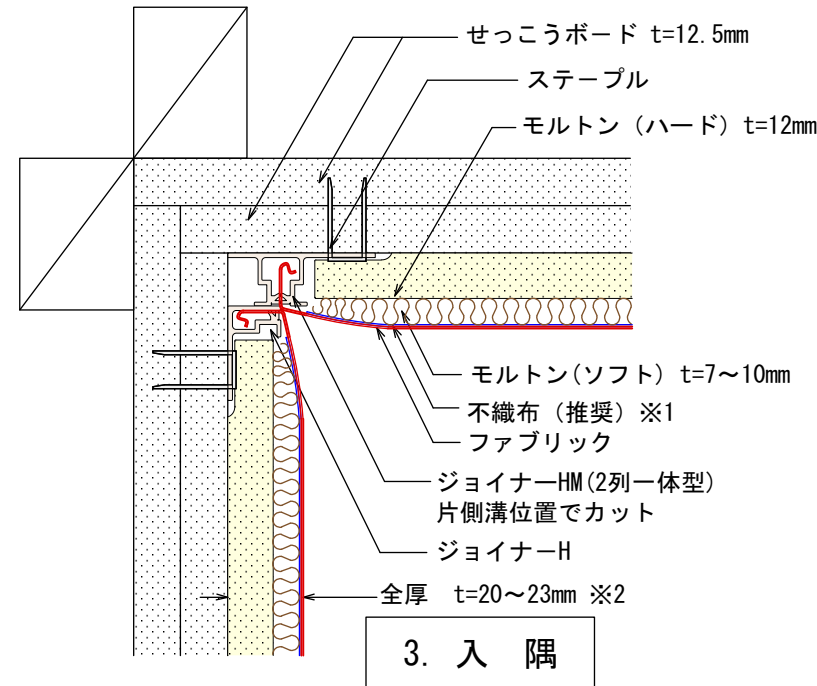 せっこうボード t=12.5mm
ステープル
モルトン（ハード）t=12mm
モルトン(ソフト) t=7～10mm
不織布（推奨）※1
ファブリック
ジョイナーHM(2列一体型)
片側溝位置でカット
ジョイナーH
全厚 t=20～23mm ※2
3. 入 隅